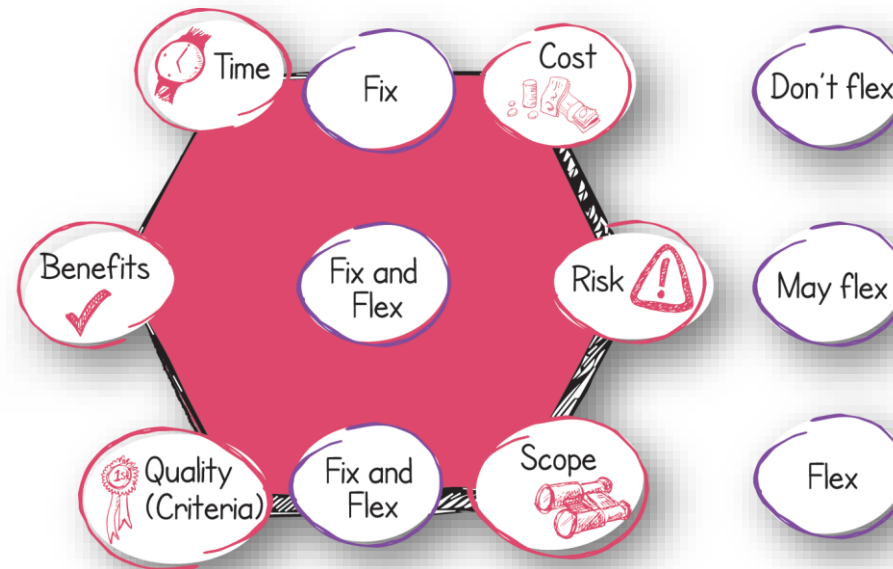 Time
Fix
Cost
Don't flex
Benefits
Fix and
Flex
Risk
!
May flex
1st
Quality
(Criteria)
Fix and
Flex
Scope
Flex